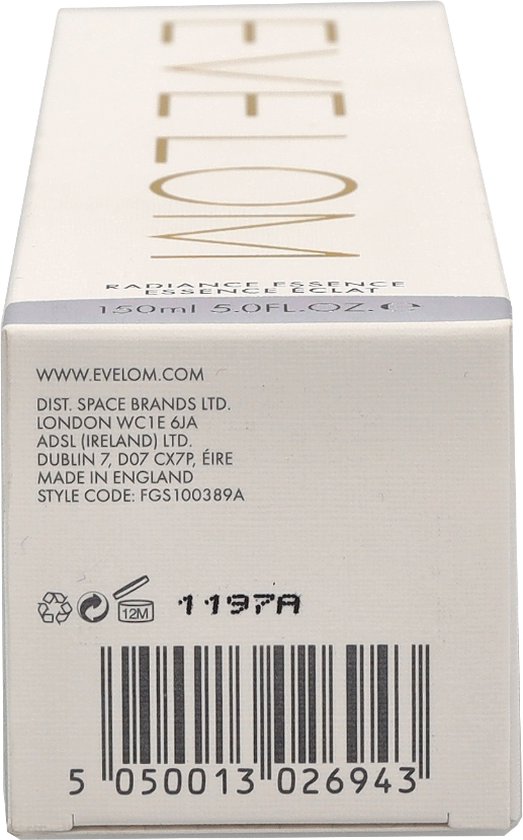 EVELOM
RADIANCE ESSENCE
ESSENCE ÉCLAT
150ml 5.0FL.OZ. ℮
WWW.EVELOM.COM
DIST. SPACE BRANDS LTD.
LONDON WC1E 6JA
ADSL (IRELAND) LTD.
DUBLIN 7, D07 CX7P, ÉIRE
MADE IN ENGLAND
STYLE CODE: FGS100389A
12M
1197A
5 050013 026943